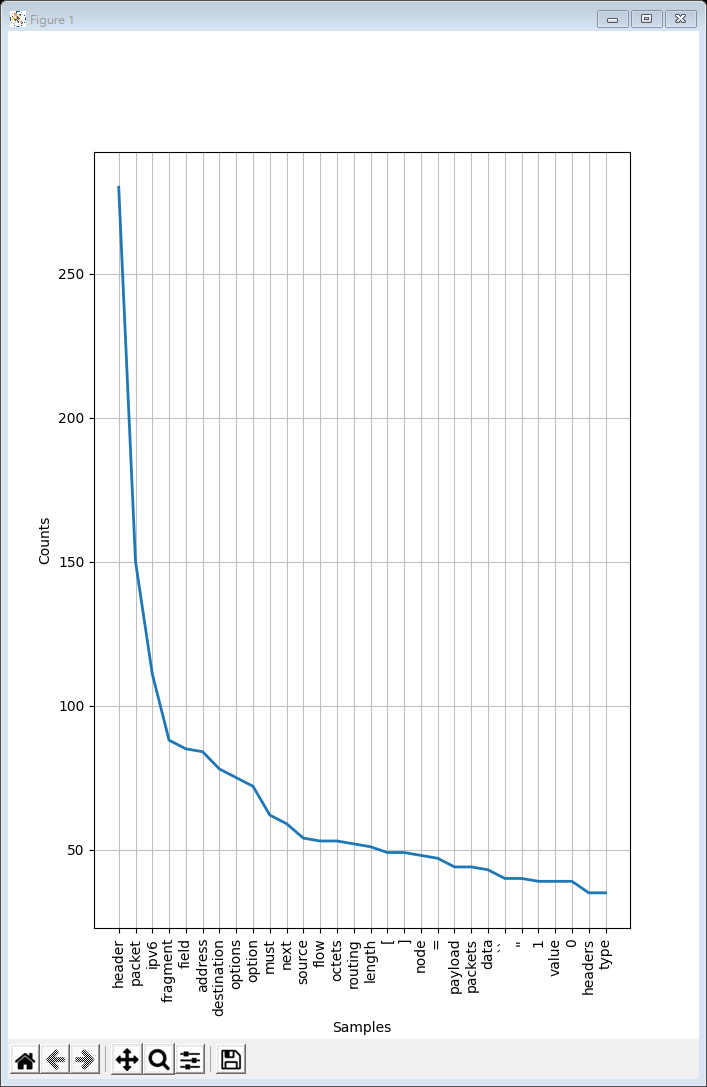 Figure 1
250
200
150
100
50
Counts
header
packet
ipv6
fragment
field
address
destination
options
option
must
next
source
flow
octets
routing
length
[
]
node
=
payload
packets
data
``
''
1
value
0
headers
type
Samples